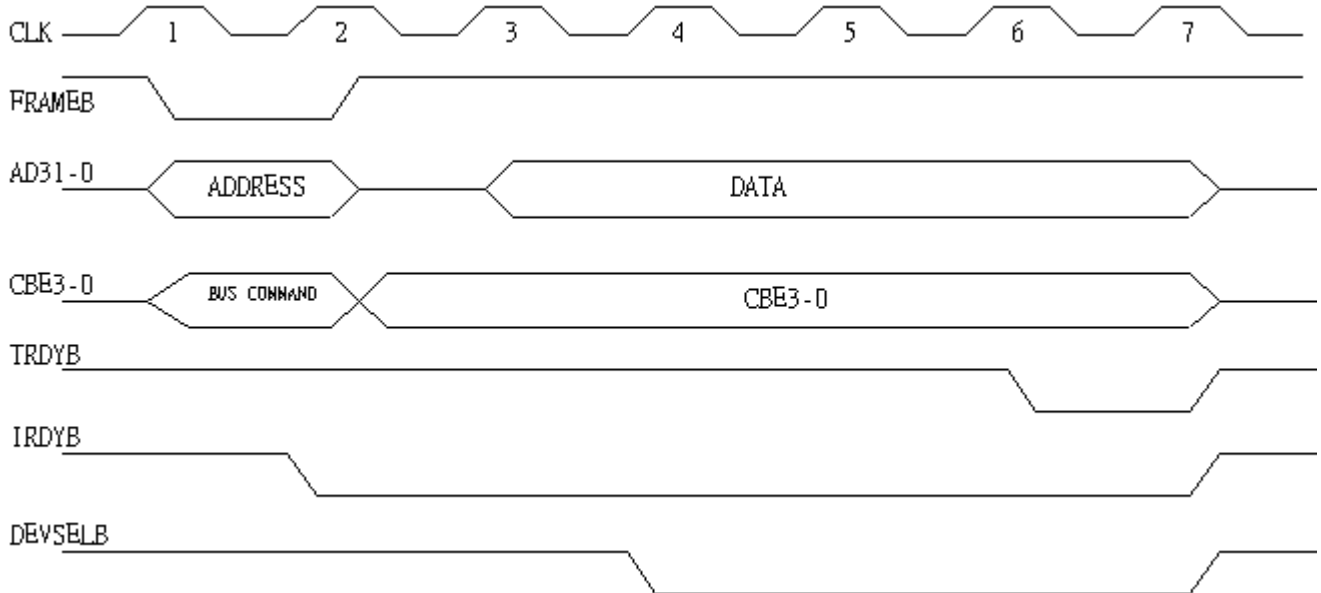 CLK 1 2 3 4 5 6 7
FRAMEB
AD31-0 ADDRESS DATA
CBE3-0 BUS COMMAND CBE3-0
TRDYB
IRDYB
DEVSELB